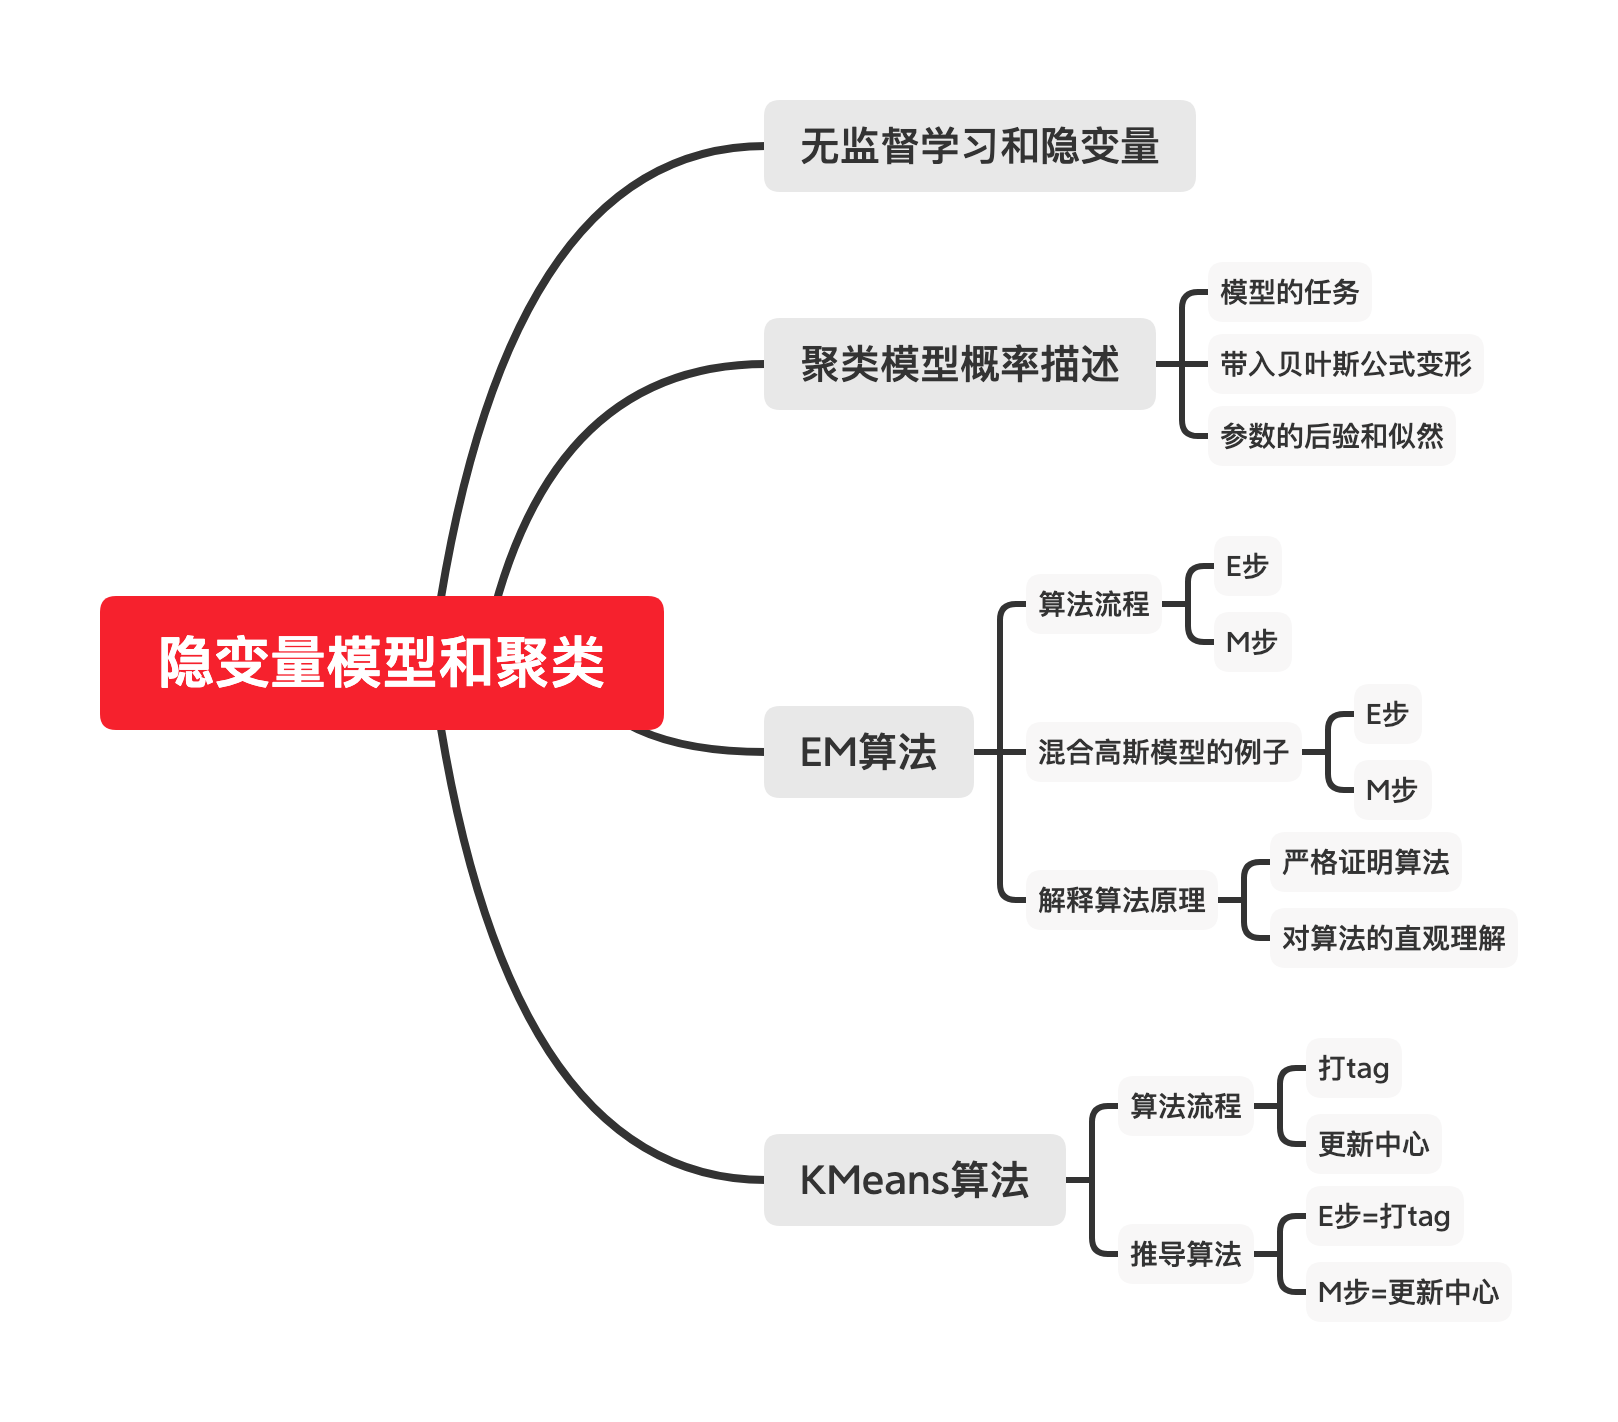 隐变量模型和聚类
无监督学习和隐变量
聚类模型概率描述
模型的任务
带入贝叶斯公式变形
参数的后验和似然
EM算法
算法流程
E步
M步
混合高斯模型的例子
E步
M步
解释算法原理
严格证明算法
对算法的直观理解
KMeans算法
算法流程
打tag
更新中心
推导算法
E步=打tag
M步=更新中心